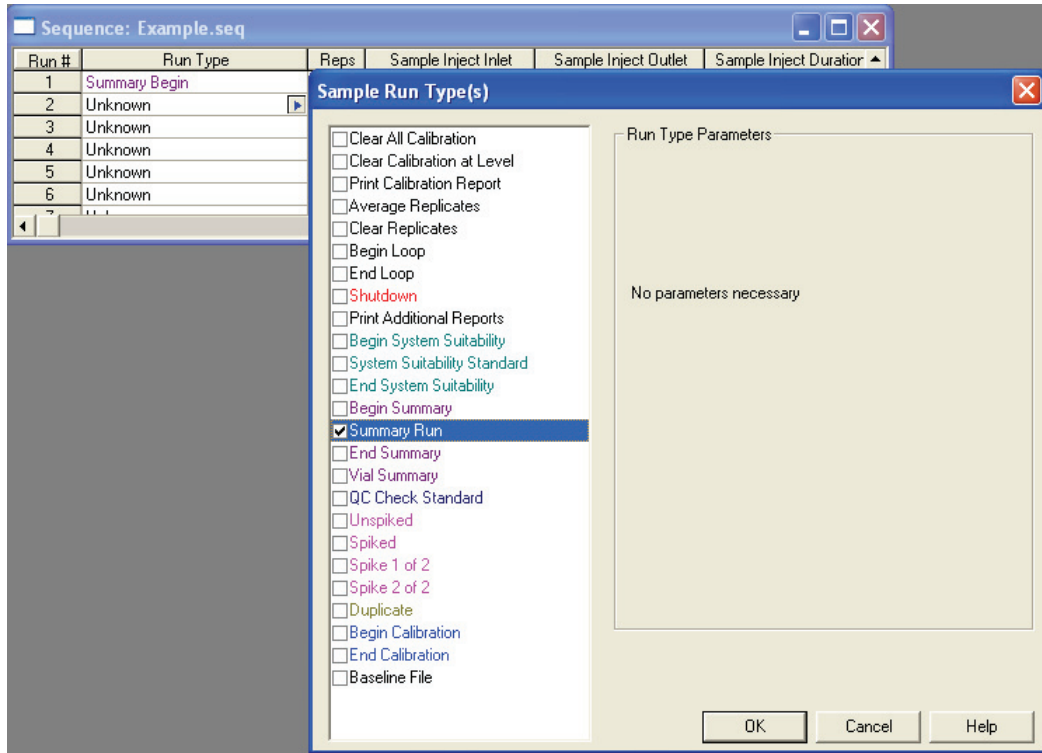 Sequence: Example.seq
Run # Run Type Reps Sample Inject Inlet Sample Inject Outlet Sample Inject Duration
1 Summary Begin
2 Unknown
3 Unknown
4 Unknown
5 Unknown
6 Unknown
Sample Run Type(s)
Clear All Calibration
Clear Calibration at Level
Print Calibration Report
Average Replicates
Clear Replicates
Begin Loop
End Loop
Shutdown
Print Additional Reports
Begin System Suitability
System Suitability Standard
End System Suitability
Begin Summary
Summary Run
End Summary
Vial Summary
QC Check Standard
Unspiked
Spiked
Spike 1 of 2
Spike 2 of 2
Duplicate
Begin Calibration
End Calibration
Baseline File
Run Type Parameters
No parameters necessary
OK Cancel Help